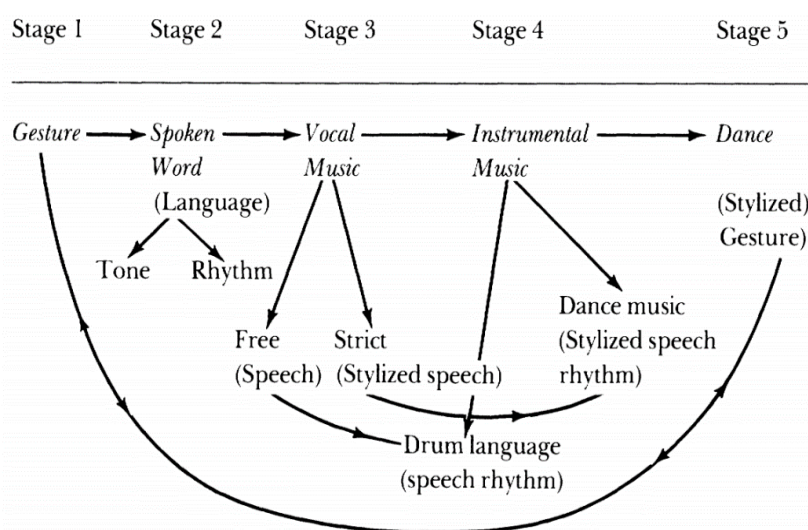 Stage 1 Stage 2 Stage 3 Stage 4 Stage 5
Gesture Spoken Vocal Instrumental Dance
Word Music Music
(Language) (Stylized)
Gesture)
Tone Rhythm
Dance music
Free Strict (Stylized speech
(Speech) (Stylized speech) rhythm)
Drum language
(speech rhythm)